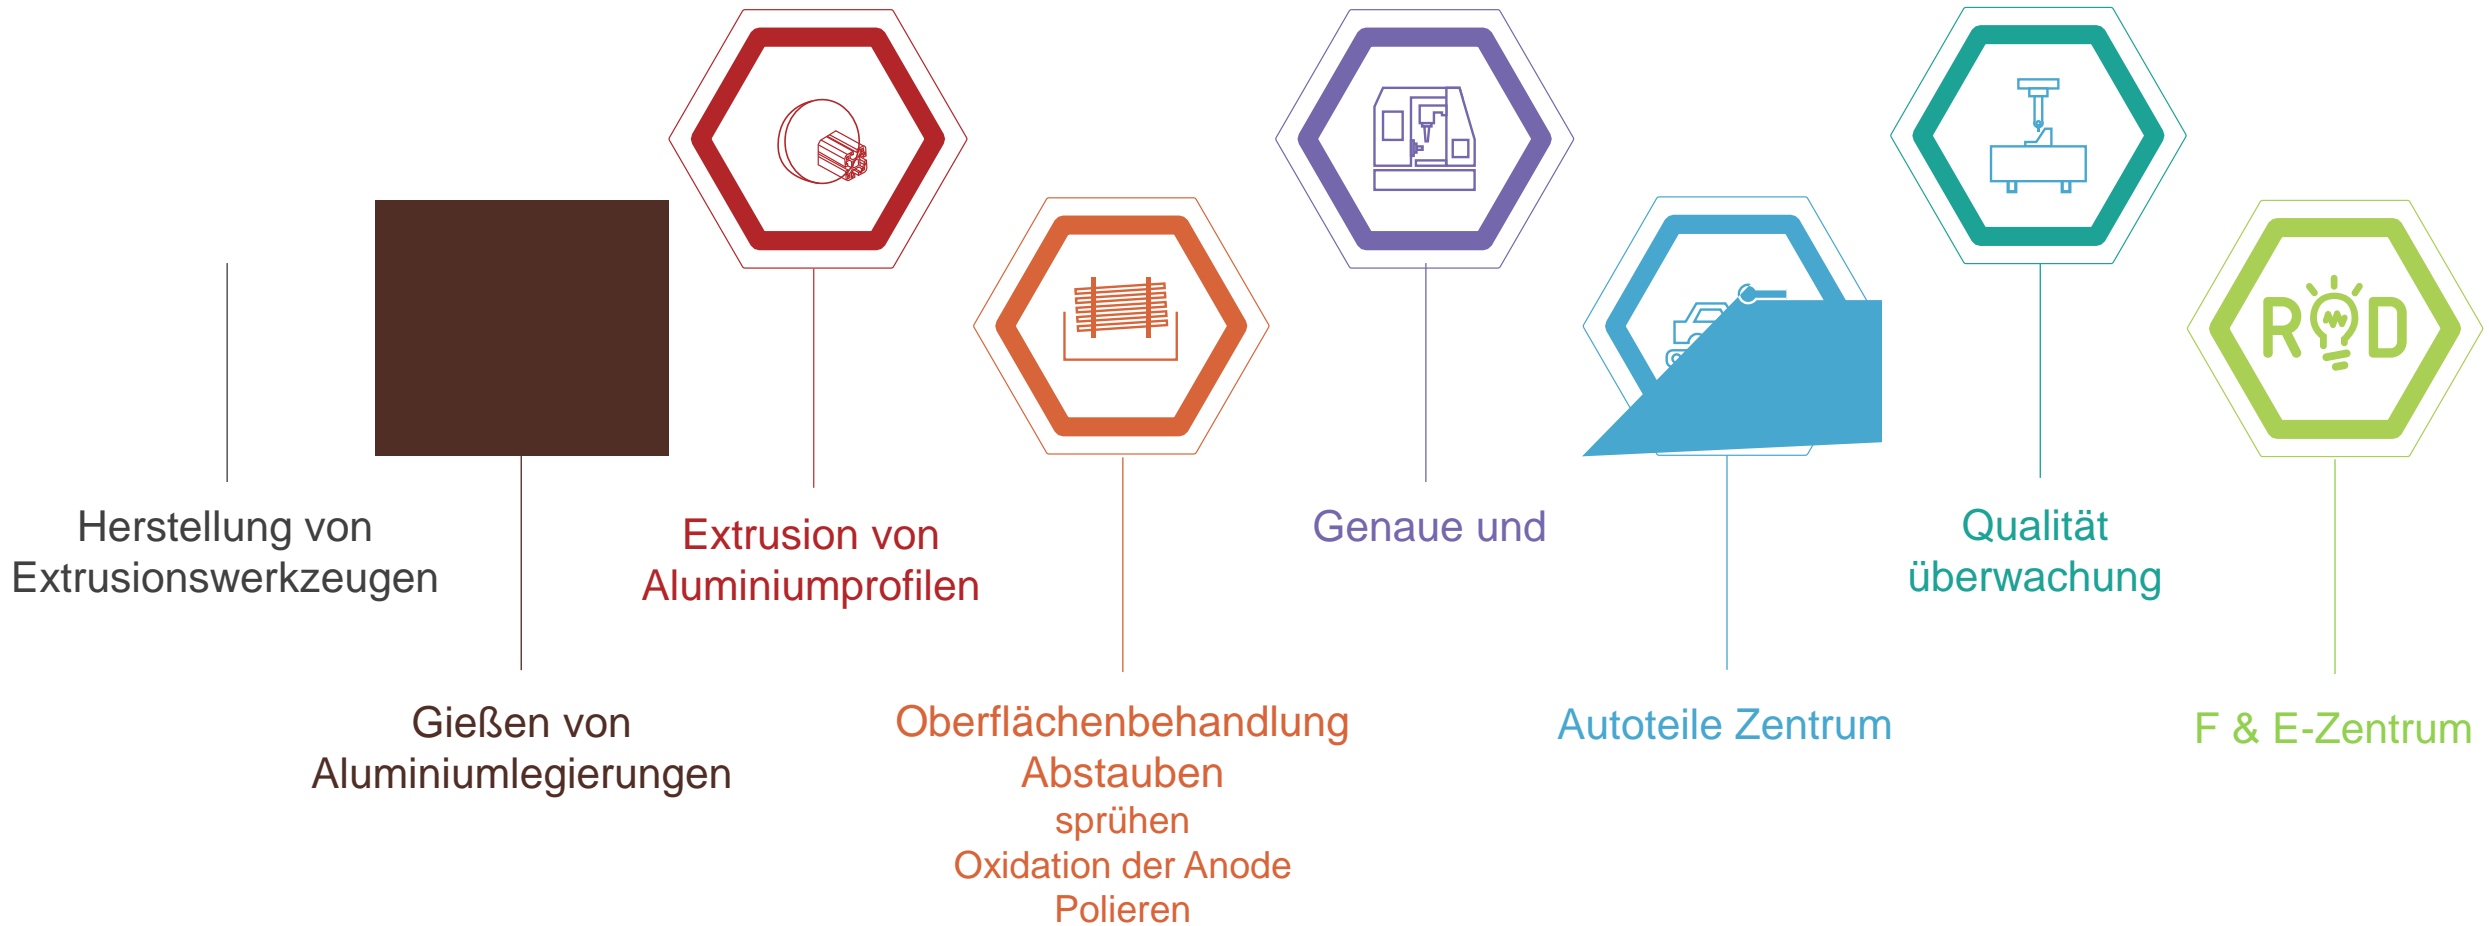 Herstellung von
Extrusionswerkzeugen
Gießen von
Aluminiumlegierungen
Extrusion von
Aluminiumprofilen
Oberflächenbehandlung
Abstauben
sprühen
Oxidation der Anode
Polieren
Genaue und
Autoteile Zentrum
Qualität
überwachung
R D
F & E-Zentrum